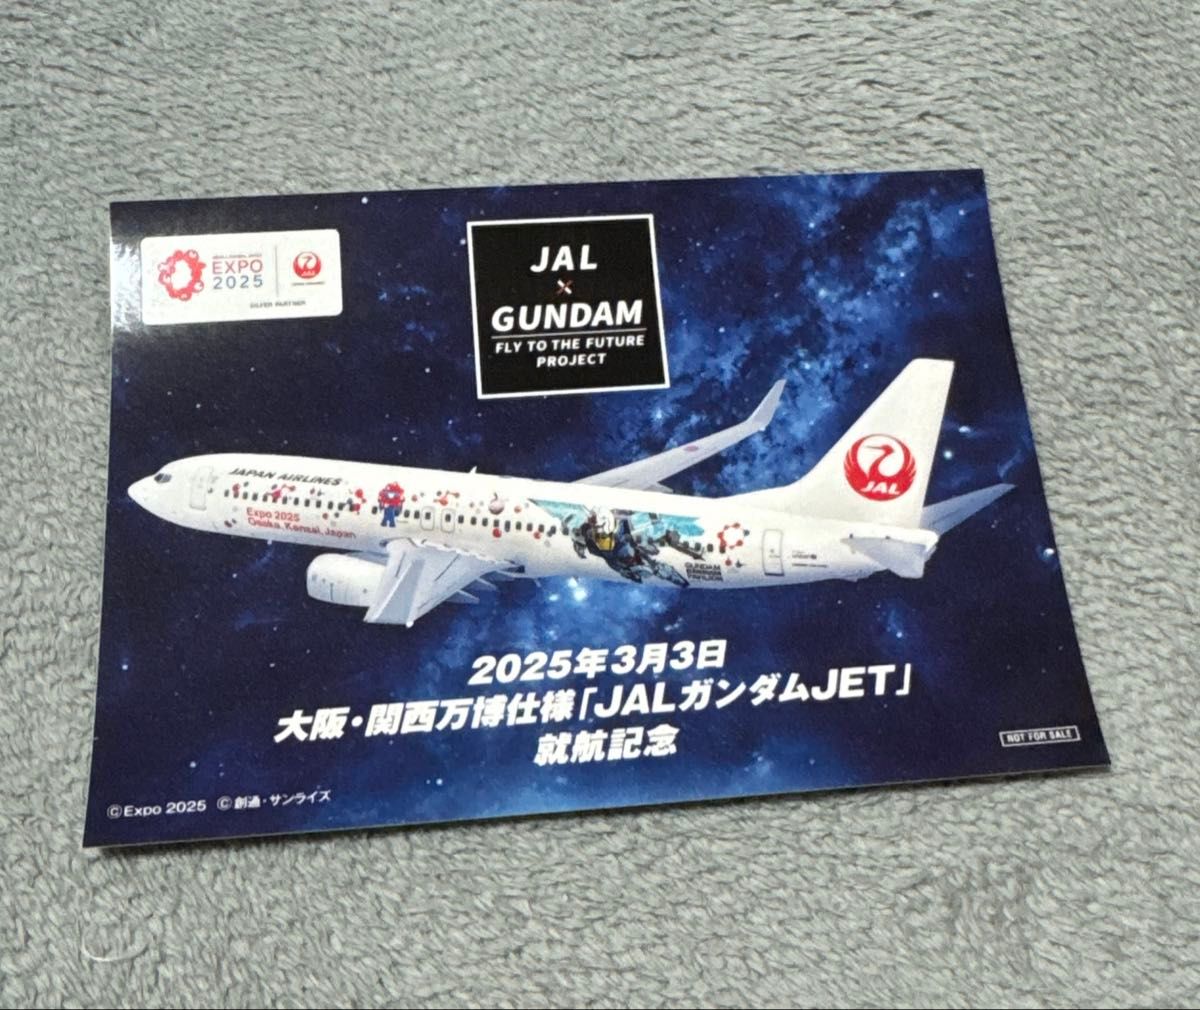 EXPO
2025
JAL
SILVER PARTNER
JAL
×
GUNDAM
FLY TO THE FUTURE
PROJECT
JAPAN AIRLINES
Expo 2025
Osaka, Kansai, Japan
GUNDAM
PAVILION
JAL
2025年3月3日
大阪・関西万博仕様「JALガンダムJET」
就航記念
NOT FOR SALE
©Expo 2025 ©創通・サンライズ